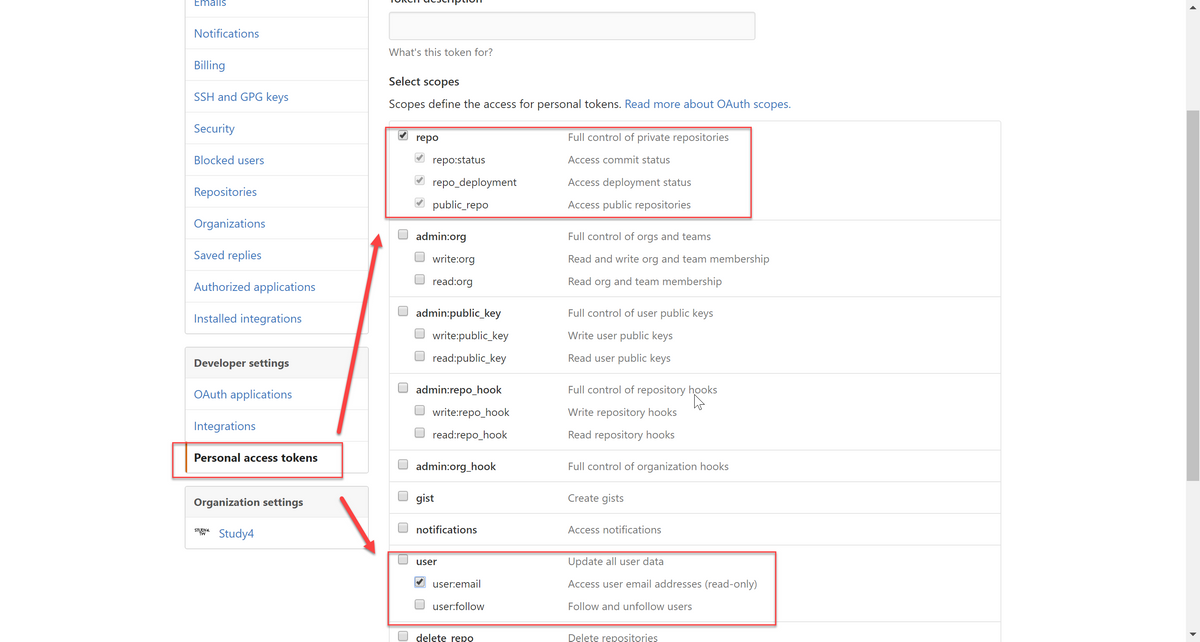 Emails
Notifications
Billing
SSH and GPG keys
Security
Blocked users
Repositories
Organizations
Saved replies
Authorized applications
Installed integrations
Developer settings
OAuth applications
Integrations
Personal access tokens
Organization settings
Study4
Token description
What's this token for?
Select scopes
Scopes define the access for personal tokens. Read more about OAuth scopes.
repo Full control of private repositories
repo:status Access commit status
repo_deployment Access deployment status
public_repo Access public repositories
admin:org Full control of orgs and teams
write:org Read and write org and team membership
read:org Read org and team membership
admin:public_key Full control of user public keys
write:public_key Write user public keys
read:public_key Read user public keys
admin:repo_hook Full control of repository hooks
write:repo_hook Write repository hooks
read:repo_hook Read repository hooks
admin:org_hook Full control of organization hooks
gist Create gists
notifications Access notifications
user Update all user data
user:email Access user email addresses (read-only)
user:follow Follow and unfollow users
delete_repo Delete repositories